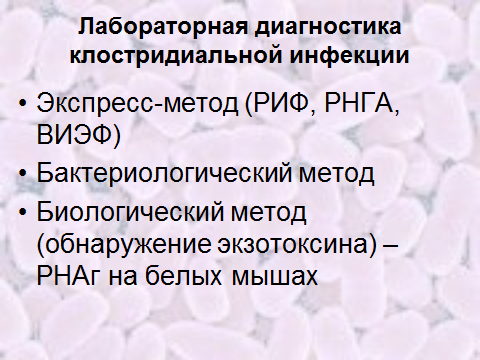 Лабораторная диагностика
клостридиальной инфекции
• Экспресс-метод (РИФ, РНГА,
ВИЭФ)
• Бактериологический метод
• Биологический метод
(обнаружение экзотоксина) –
РНАг на белых мышах